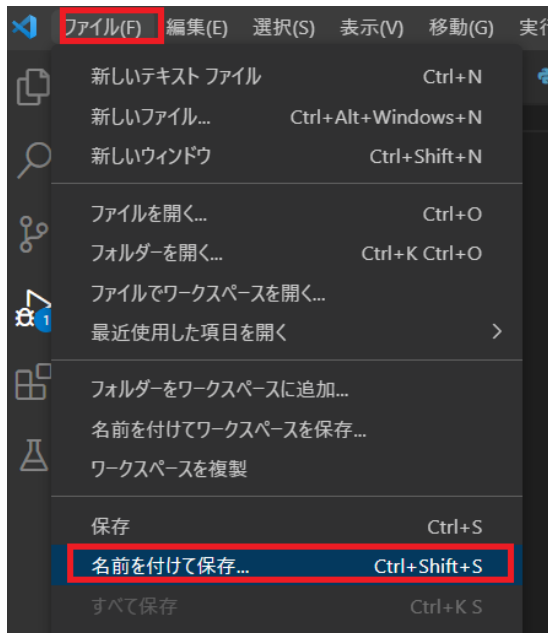 ファイル(F) 編集(E) 選択(S) 表示(V) 移動(G) 実行
新しいテキスト ファイル Ctrl+N
新しいファイル... Ctrl+Alt+Windows+N
新しいウィンドウ Ctrl+Shift+N
ファイルを開く... Ctrl+O
フォルダーを開く... Ctrl+K Ctrl+O
ファイルでワークスペースを開く...
最近使用した項目を開く
1
フォルダーをワークスペースに追加...
名前を付けてワークスペースを保存...
ワークスペースを複製
保存 Ctrl+S
名前を付けて保存... Ctrl+Shift+S
すべて保存 Ctrl+K S